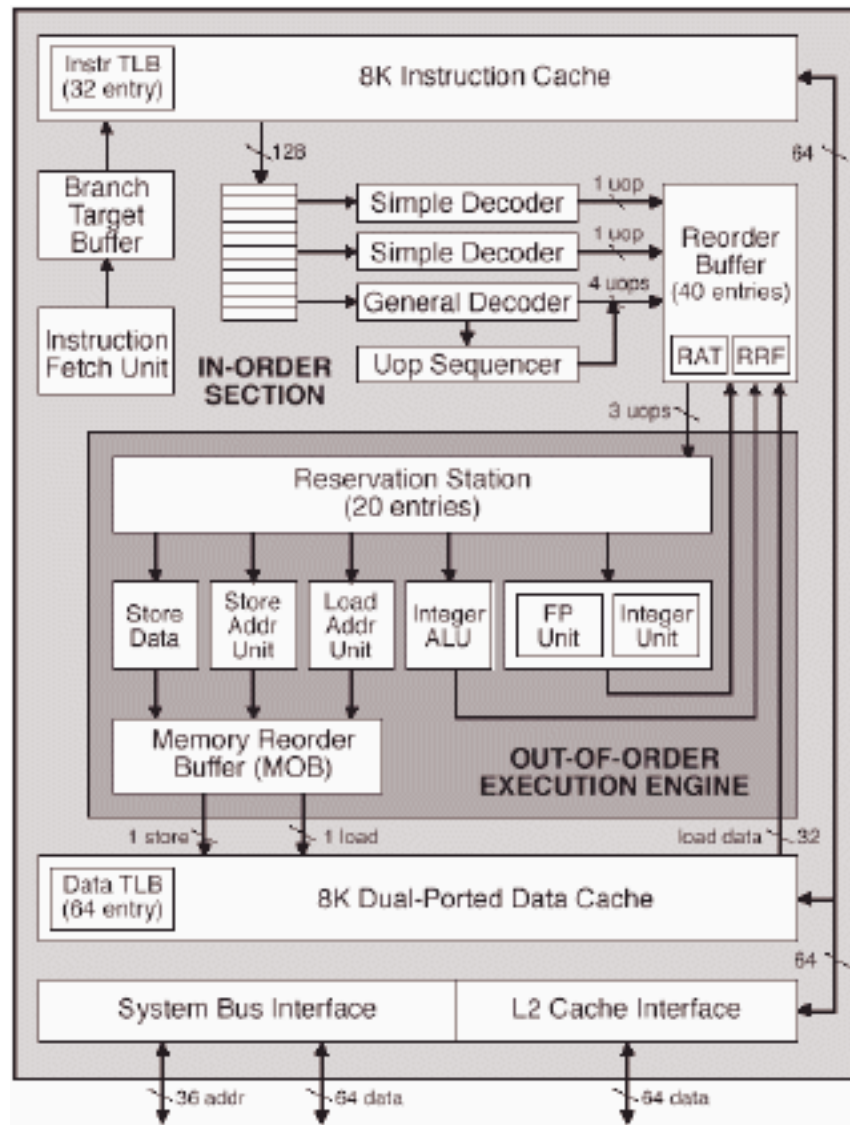 Instr TLB
(32 entry)
8K Instruction Cache
128
64
Branch
Target
Buffer
Simple Decoder
1 uop
Simple Decoder
1 uop
General Decoder
4 uops
Uop Sequencer
Reorder
Buffer
(40 entries)
RAT
RRF
Instruction
Fetch Unit
IN-ORDER
SECTION
3 uops
Reservation Station
(20 entries)
Store
Data
Store
Addr
Unit
Load
Addr
Unit
Integer
ALU
FP
Unit
Integer
Unit
Memory Reorder
Buffer (MOB)
OUT-OF-ORDER
EXECUTION ENGINE
1 store
1 load
load data
32
Data TLB
(64 entry)
8K Dual-Ported Data Cache
64
System Bus Interface
L2 Cache Interface
36 addr
64 data
64 data